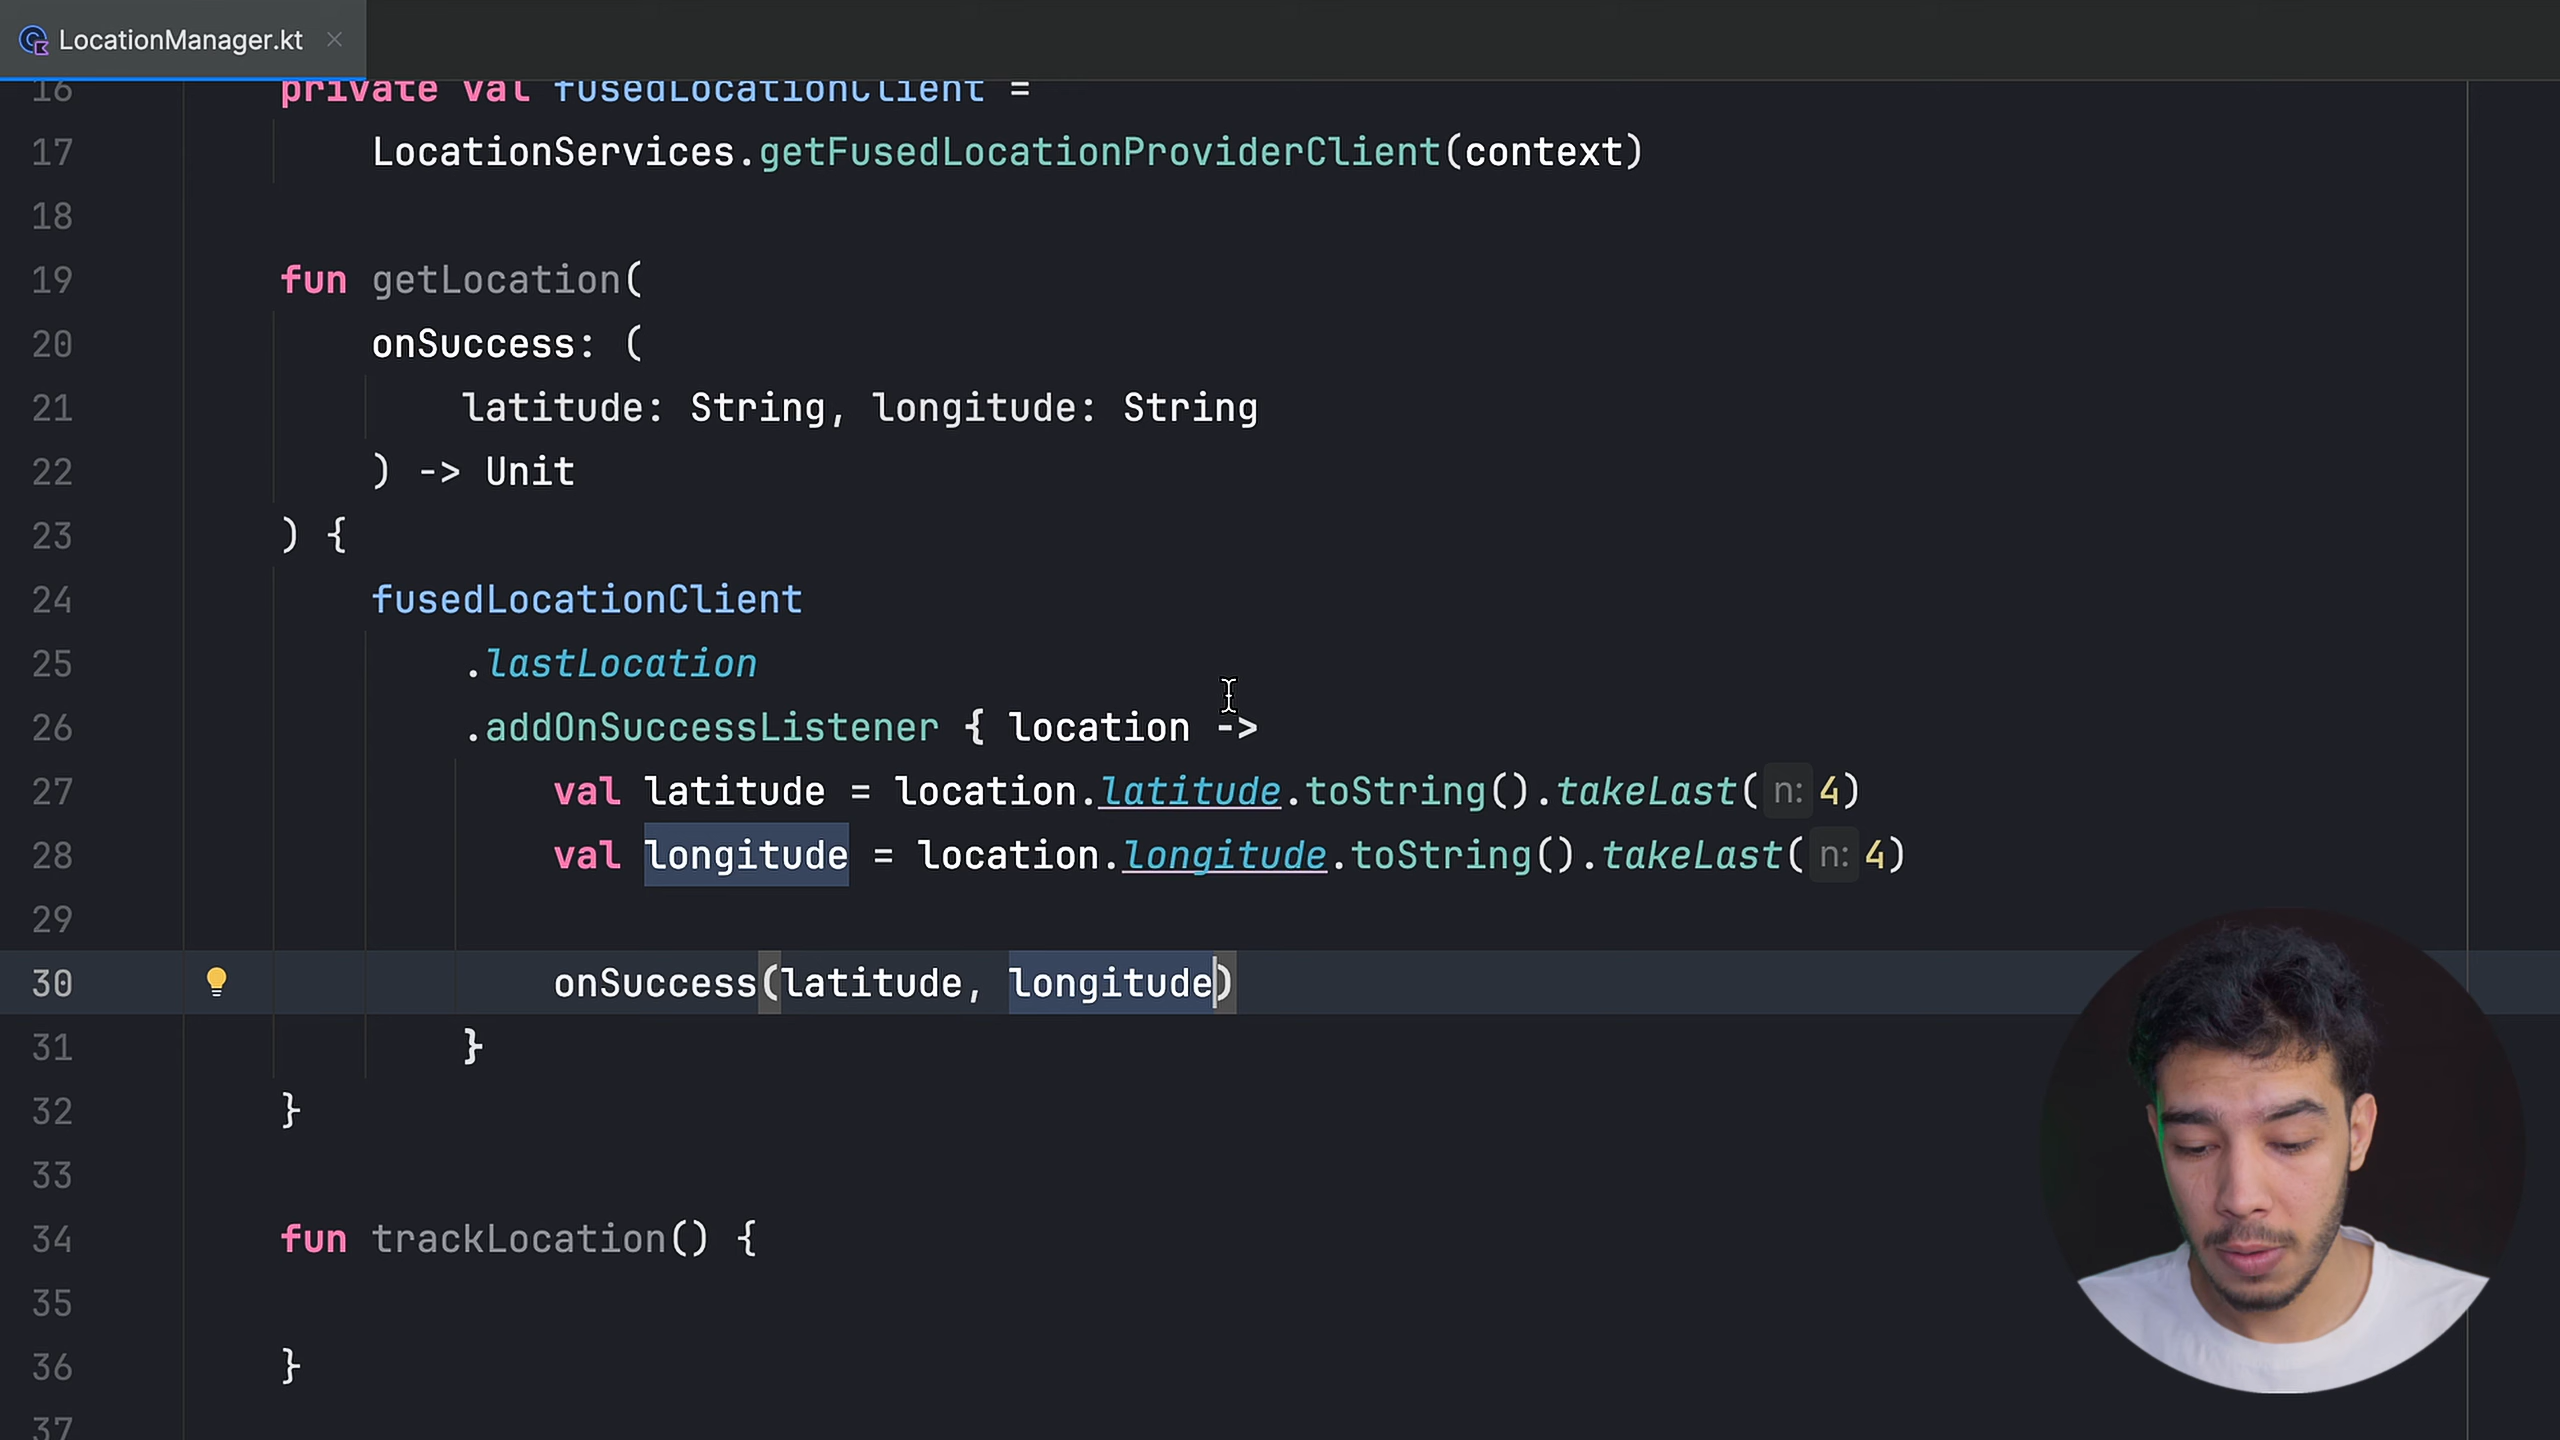 LocationManager.kt
16 private val fusedLocationClient =
17 LocationServices.getFusedLocationProviderClient(context)
18
19 fun getLocation(
20 onSuccess: (
21 latitude: String, longitude: String
22 ) -> Unit
23 ) {
24 fusedLocationClient
25 .lastLocation
26 .addOnSuccessListener { location ->
27 val latitude = location.latitude.toString().takeLast( n: 4)
28 val longitude = location.longitude.toString().takeLast( n: 4)
29
30 onSuccess(latitude, longitude)
31 }
32 }
33
34 fun trackLocation() {
35
36 }
37